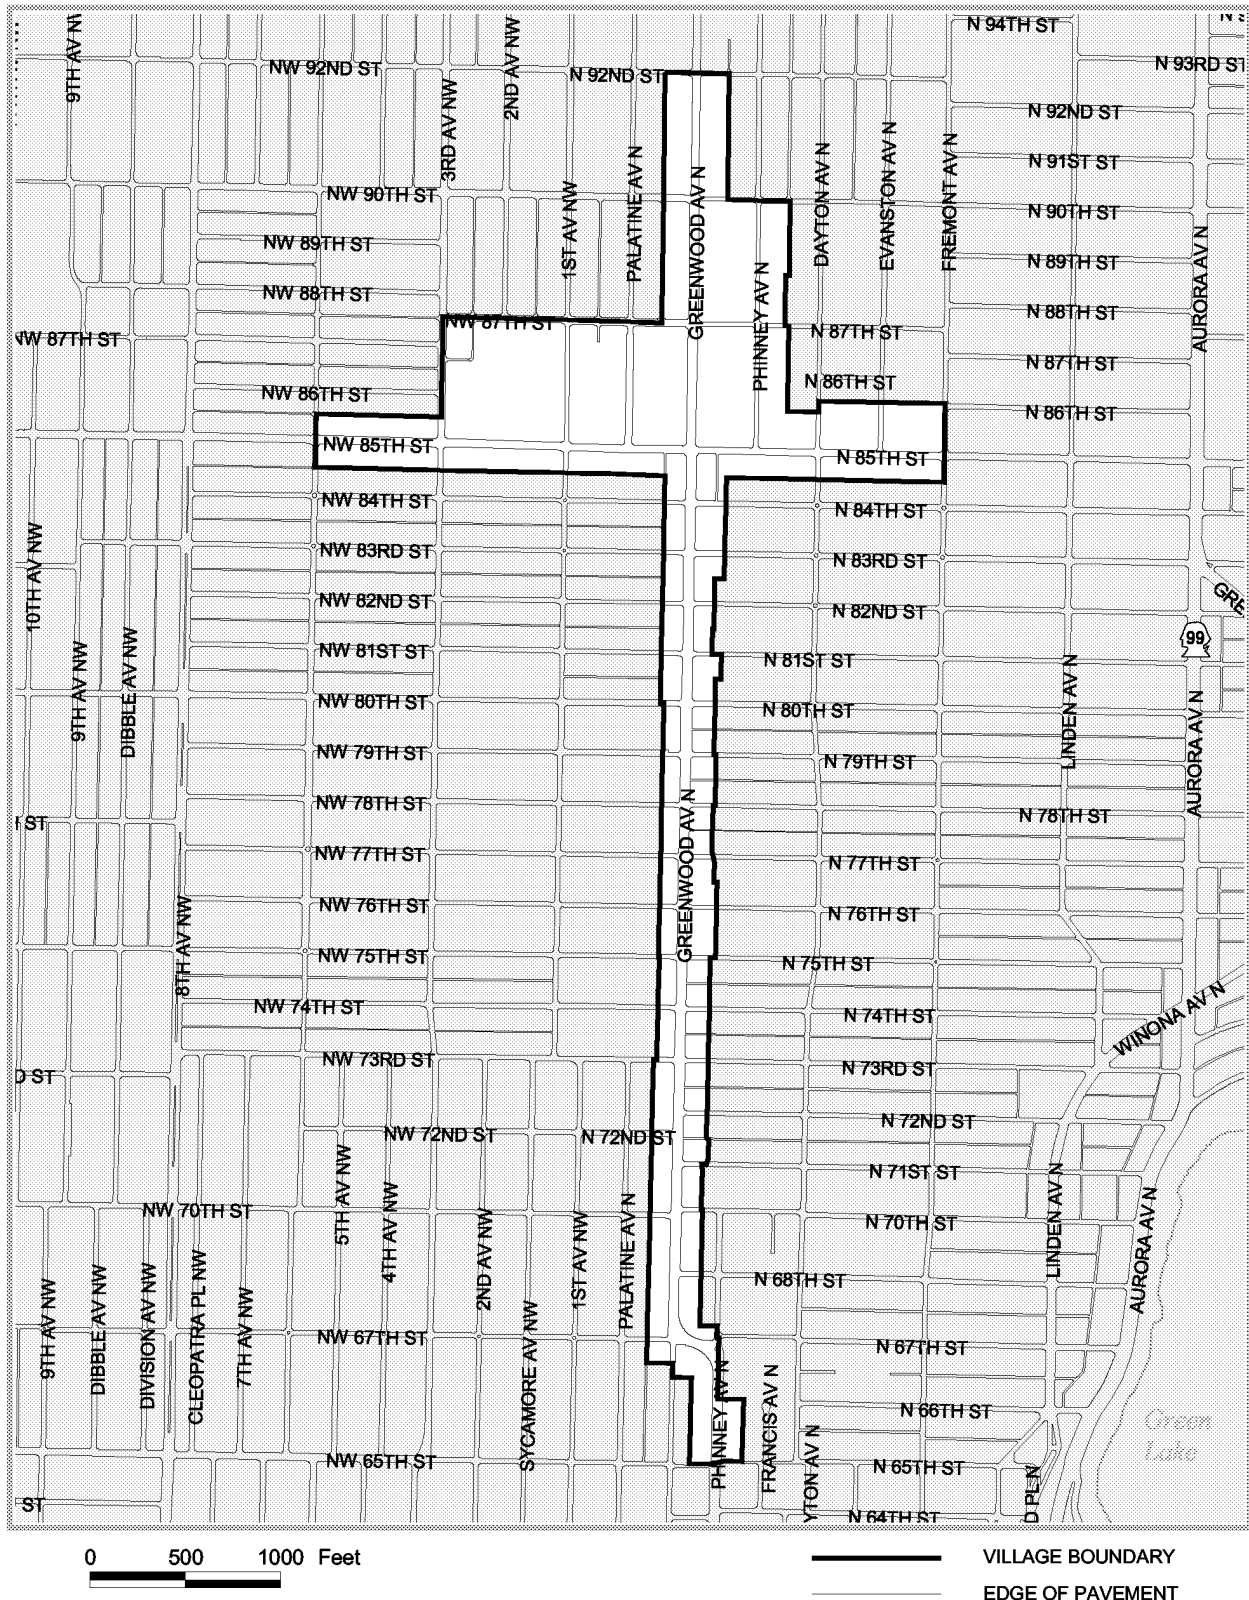 N 94TH ST
9TH AV NW
2ND AV NW
NW 92ND ST
N 92ND ST
N 93RD ST
N 92ND ST
3RD AV NW
N 91ST ST
NW 90TH ST
PALATINE AV N
GREENWOOD AV N
DAYTON AV N
EVANSTON AV N
FREMONT AV N
N 90TH ST
1ST AV NW
NW 89TH ST
N 89TH ST
AURORA AV N
NW 88TH ST
PHINNEY AV N
N 88TH ST
NW 87TH ST
NW 87TH ST
N 87TH ST
N 87TH ST
N 86TH ST
NW 86TH ST
N 86TH ST
NW 85TH ST
N 85TH ST
NW 84TH ST
N 84TH ST
10TH AV NW
NW 83RD ST
N 83RD ST
NW 82ND ST
N 82ND ST
GRE
99
9TH AV NW
DIBBLE AV NW
NW 81ST ST
N 81ST ST
LINDEN AV N
AURORA AV N
NW 80TH ST
N 80TH ST
NW 79TH ST
N 79TH ST
NW 78TH ST
GREENWOOD AV N
N 78TH ST
ST
NW 77TH ST
N 77TH ST
8TH AV NW
NW 76TH ST
N 76TH ST
NW 75TH ST
N 75TH ST
NW 74TH ST
N 74TH ST
WINONA AV N
NW 73RD ST
N 73RD ST
D ST
NW 72ND ST
N 72ND ST
N 72ND ST
5TH AV NW
4TH AV NW
N 71ST ST
NW 70TH ST
2ND AV NW
1ST AV NW
PALATINE AV N
N 70TH ST
LINDEN AV N
AURORA AV N
N 68TH ST
9TH AV NW
DIBBLE AV NW
DIVISION AV NW
CLEOPATRA PL NW
7TH AV NW
NW 67TH ST
SYCAMORE AV NW
N 67TH ST
PHINNEY AV N
FRANCIS AV N
N 66TH ST
Green
Lake
NW 65TH ST
YTON AV N
N 65TH ST
D PL N
ST
N 64TH ST
0 500 1000 Feet
VILLAGE BOUNDARY
EDGE OF PAVEMENT